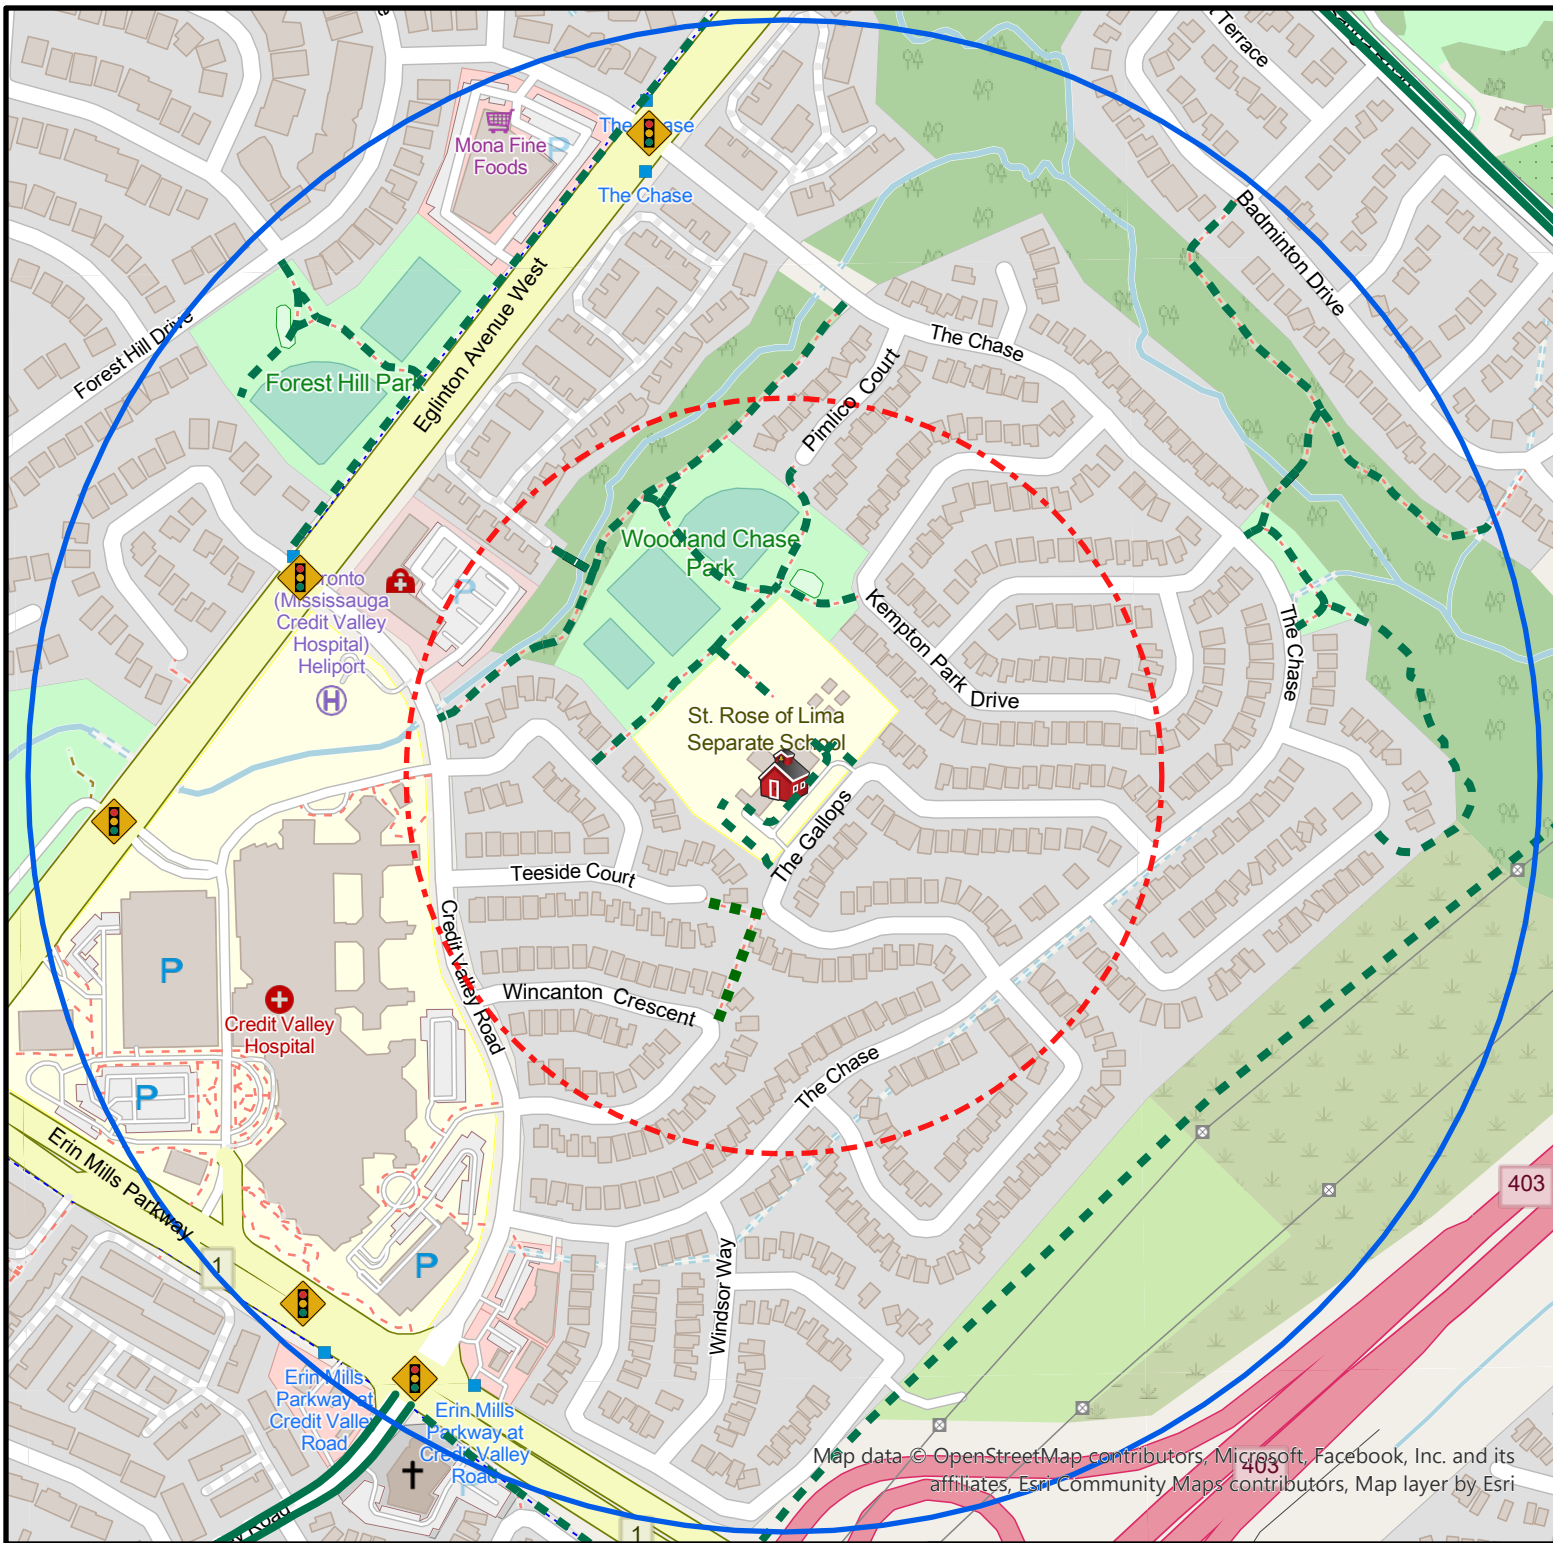 Terrace
Mona Fine
Foods
P
The Chase
The Chase
Badminton Drive
Forest Hill Drive
Forest Hill Park
Eglinton Avenue West
The Chase
Pimlico Court
Woodland Chase
Park
Toronto
(Mississauga
Credit Valley
Hospital)
Heliport
H
P
Kempton Park Drive
The Chase
St. Rose of Lima
Separate School
The Gallops
Teeside Court
Credit Valley Road
Wincanton Crescent
P
Credit Valley
Hospital
P
The Chase
Erin Mills Parkway
1
P
Windsor Way
403
Erin Mills
Parkway at
Credit Valley
Road
Erin Mills
Parkway at
Credit Valley
Road
403
Road
1
Map data © OpenStreetMap contributors, Microsoft, Facebook, Inc. and its
affiliates, Esri Community Maps contributors, Map layer by Esri